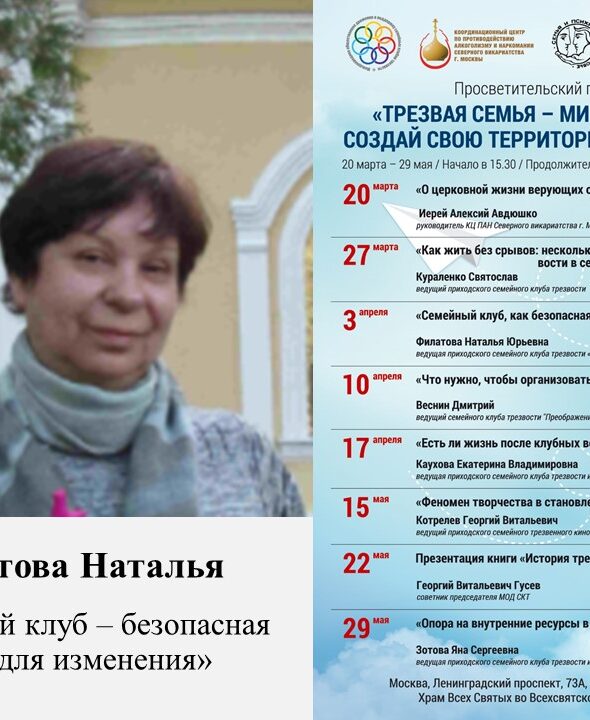 това Наталья
й клуб – безопасная
для изменения»
КООРДИНАЦИОННЫЙ ЦЕНТР
ПО ПРОТИВОДЕЙСТВИЮ
АЛКОГОЛИЗМУ И НАРКОМАНИИ
СЕВЕРНОГО ВИКАРИАТСТВА
Г. МОСКВЫ
Просветительский п
«ТРЕЗВАЯ СЕМЬЯ – МИ
СОЗДАЙ СВОЮ ТЕРРИТОРИ
20 марта – 29 мая / Начало в 15.30 / Продолжител
20 марта «О церковной жизни верующих с
Иерей Алексий Авдюшко
руководитель КЦ ПАН Северного викариатства г. М
27 марта «Как жить без срывов: нескольк
вости в се
Кураленко Святослав
ведущий приходского семейного клуба трезвости
3 апреля «Семейный клуб, как безопасная
Филатова Наталья Юрьевна
ведущая приходского семейного клуба трезвости «
10 апреля «Что нужно, чтобы организовать
Веснин Дмитрий
ведущий семейного клуба трезвости "Преображени
17 апреля «Есть ли жизнь после клубных во
Каухова Екатерина Владимировна
ведущая приходского семейного клуба трезвости и
15 мая «Феномен творчества в становле
Котрелев Георгий Витальевич
ведущий приходского семейного трезвенного кино
22 мая Презентация книги «История тре
Георгий Витальевич Гусев
советник председателя МОД СКТ
29 мая «Опора на внутренние ресурсы в
Зотова Яна Сергеевна
ведущая приходского семейного клуба трезвости и
Москва, Ленинградский проспект, 73А,
Храм Всех Святых во Всехсвятско